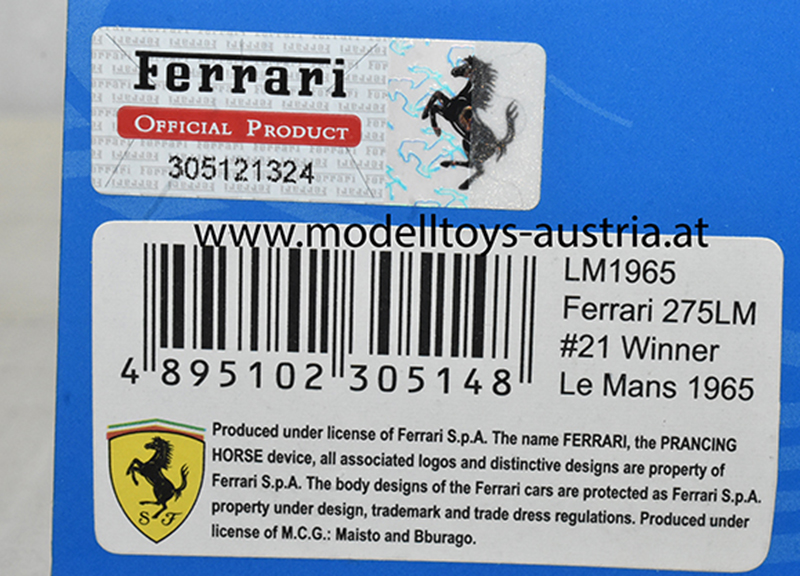 Ferrari
OFFICIAL PRODUCT
305121324
www.modelltoys-austria.at
4 895102 305148
LM1965
Ferrari 275LM
#21 Winner
Le Mans 1965
S F
Produced under license of Ferrari S.p.A. The name FERRARI, the PRANCING
HORSE device, all associated logos and distinctive designs are property of
Ferrari S.p.A. The body designs of the Ferrari cars are protected as Ferrari S.p.A.
property under design, trademark and trade dress regulations. Produced under
license of M.C.G.: Maisto and Bburago.